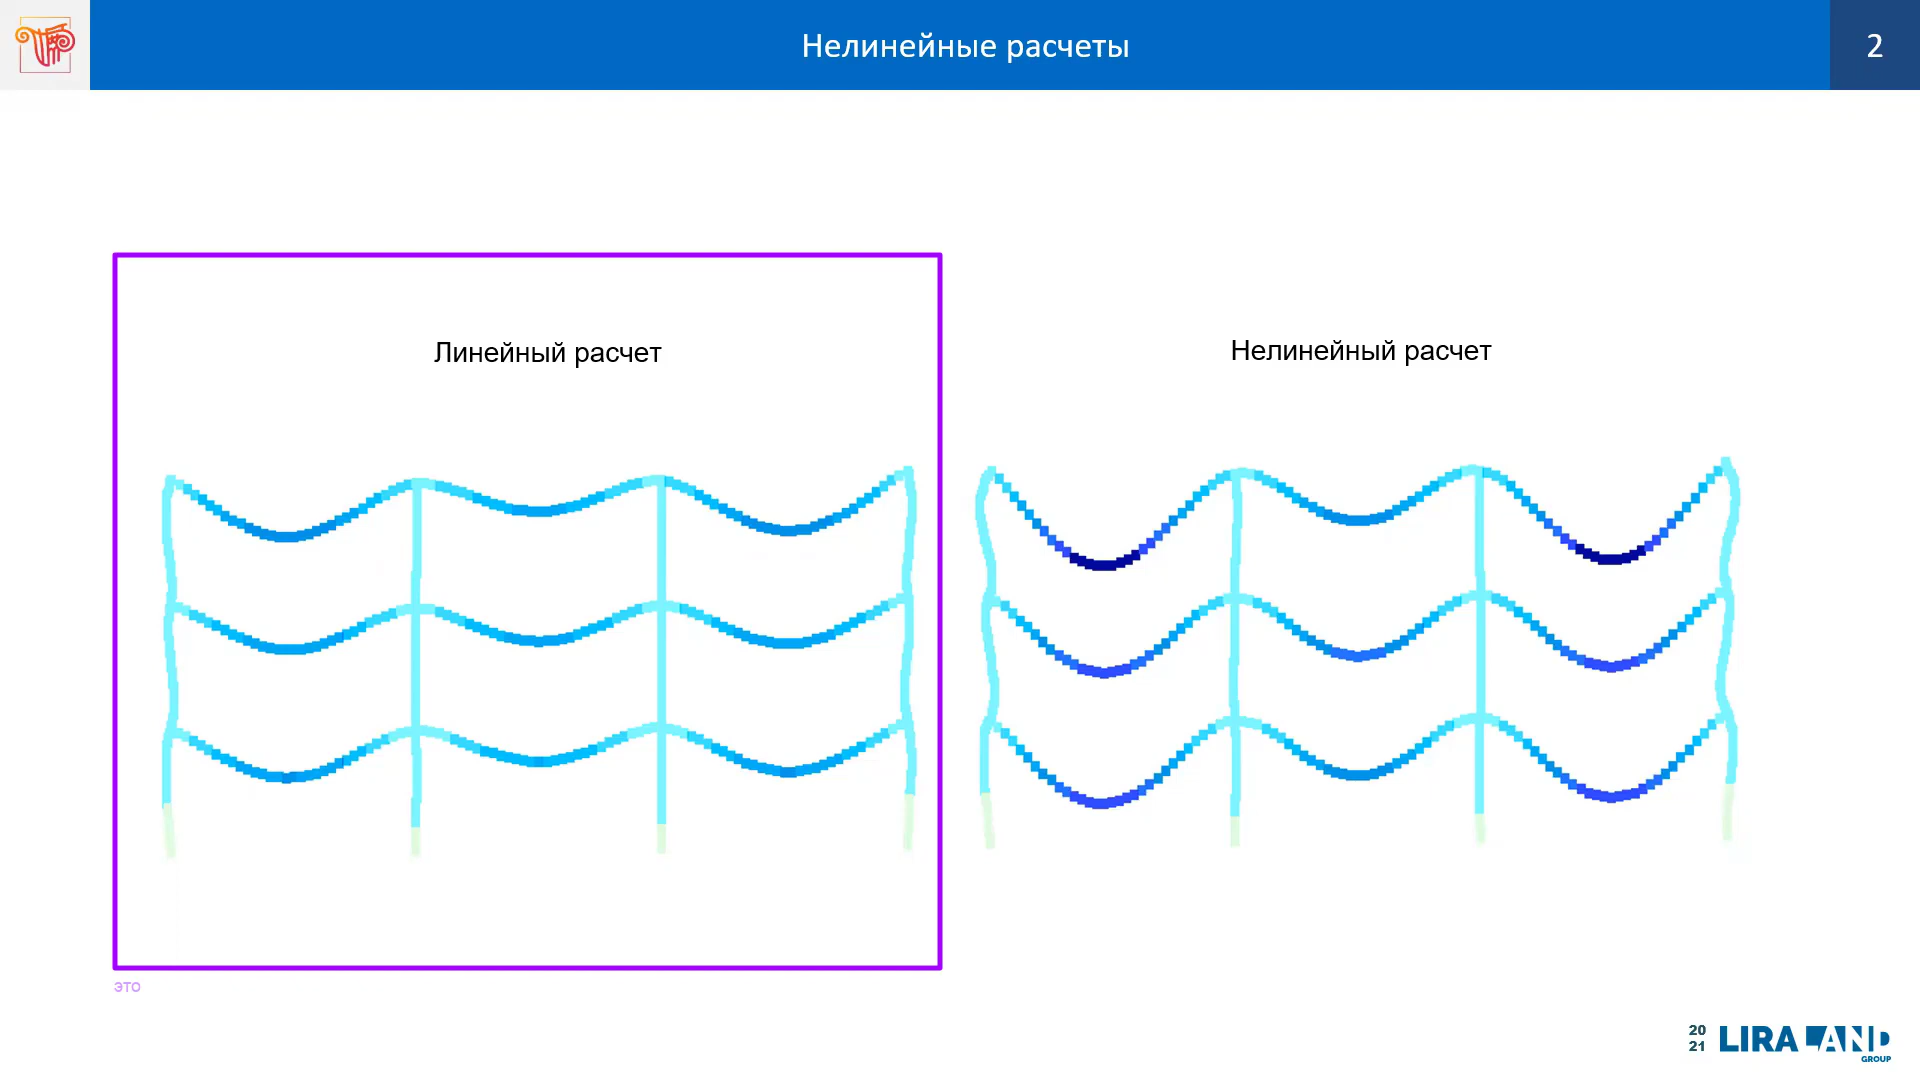 Нелинейные расчеты
2
Линейный расчет
Нелинейный расчет
это
20
21
LIRA LAND
GROUP